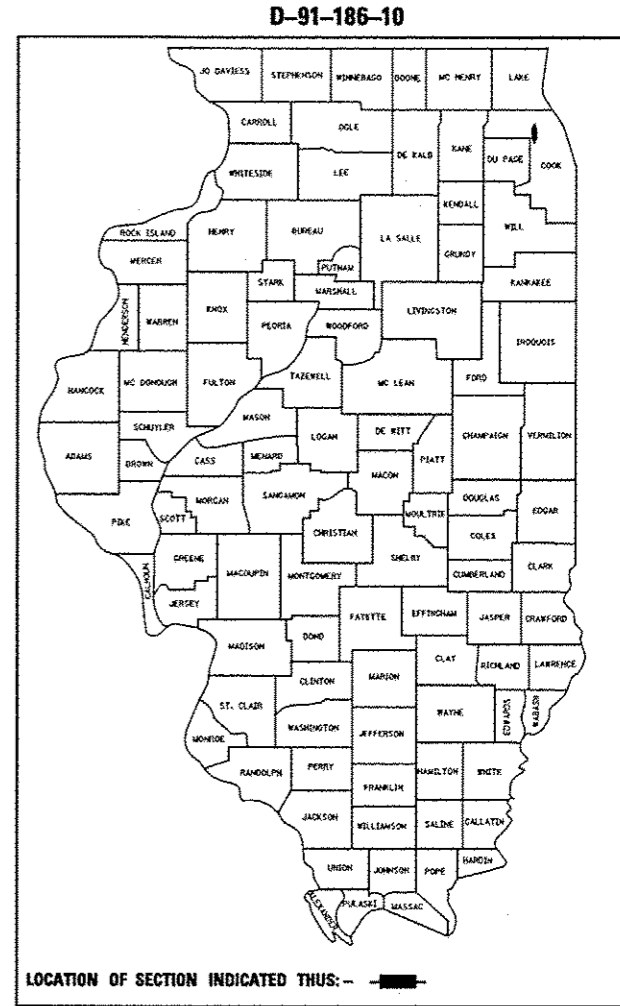 D-91-186-10
JO DAVIESS STEPHENSON WINNEBAGO BOONE MC HENRY LAKE
CARROLL OGLE
DE KALB KANE DU PAGE COOK
WHITESIDE LEE
KENDALL
ROCK ISLAND HENRY BUREAU LA SALLE WILL
MERCER PUTNAM GRUNDY
STARK MARSHALL KANKAKEE
HENDERSON WARREN KNOX PEORIA WOODFORD LIVINGSTON IROQUOIS
HANCOCK MC DONOUGH FULTON TAZEWELL MC LEAN FORD
SCHUYLER MASON LOGAN DE WITT CHAMPAIGN VERMILION
ADAMS BROWN CASS MENARD MACON PIATT
PIKE SCOTT MORGAN SANGAMON MOULTRIE DOUGLAS EDGAR
CHRISTIAN COLES
CALHOUN GREENE MACOUPIN MONTGOMERY SHELBY CUMBERLAND CLARK
JERSEY
FAYETTE EFFINGHAM JASPER CRAWFORD
MADISON BOND
CLAY RICHLAND LAWRENCE
CLINTON MARION
ST. CLAIR WAYNE EDWARDS WABASH
MONROE WASHINGTON JEFFERSON
RANDOLPH PERRY HAMILTON WHITE
FRANKLIN
JACKSON WILLIAMSON SALINE GALLATIN
UNION JOHNSON POPE HARDIN
ALEXANDER PULASKI MASSAC
LOCATION OF SECTION INDICATED THUS: -